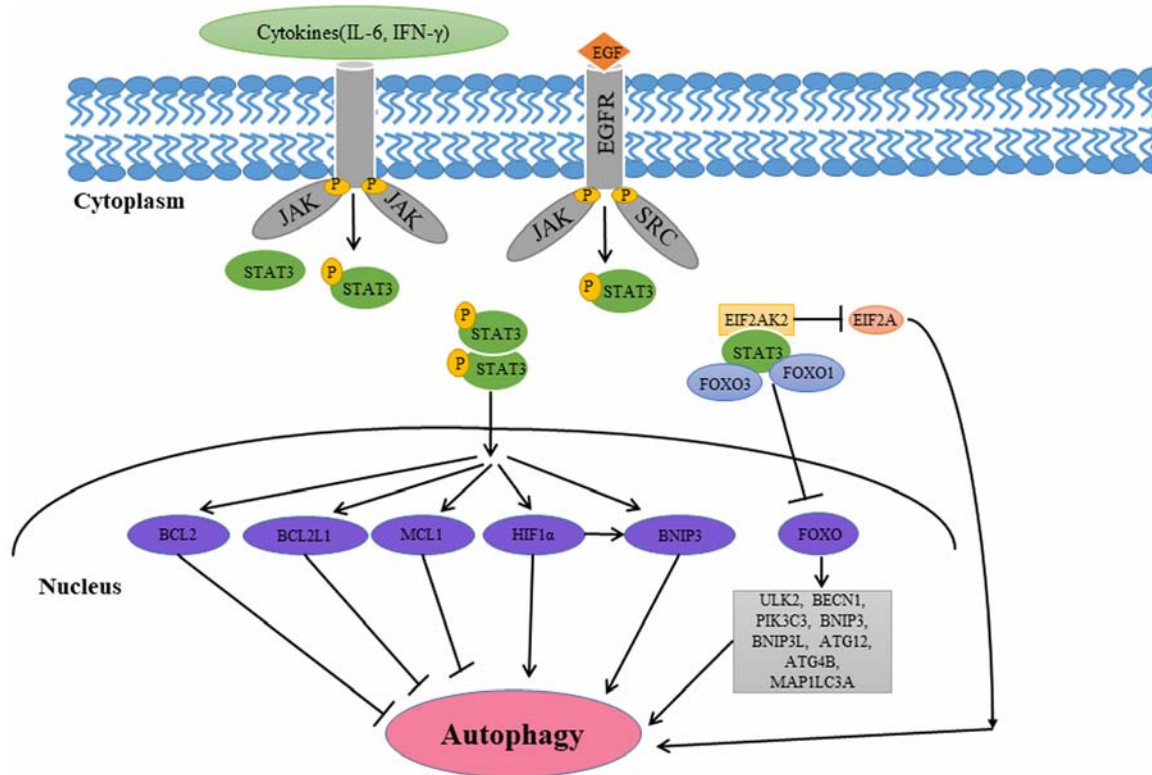 Cytokines(IL-6, IFN-γ)
EGF
EGFR
P
P
P
P
Cytoplasm
JAK
JAK
JAK
SRC
STAT3
P
STAT3
P
STAT3
P
STAT3
P
STAT3
EIF2AK2
EIF2A
STAT3
FOXO3
FOXO1
BCL2
BCL2L1
MCL1
HIF1α
BNIP3
FOXO
Nucleus
ULK2, BECN1,
PIK3C3, BNIP3,
BNIP3L, ATG12,
ATG4B,
MAP1LC3A
Autophagy